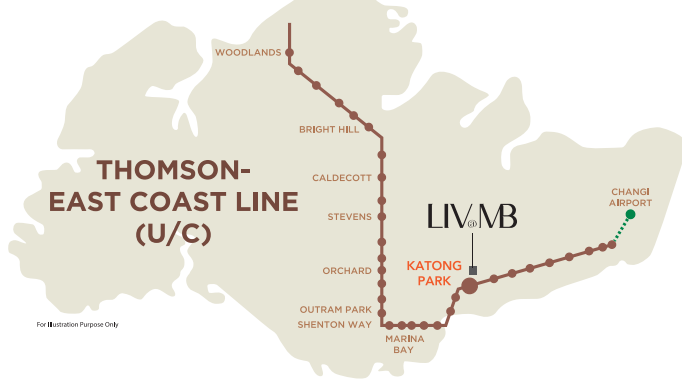 WOODLANDS
BRIGHT HILL
THOMSON-
EAST COAST LINE
(U/C)
CALDECOTT
STEVENS
CHANGI
AIRPORT
LIV@MB
ORCHARD
KATONG
PARK
OUTRAM PARK
SHENTON WAY
MARINA
BAY
For Illustration Purpose Only